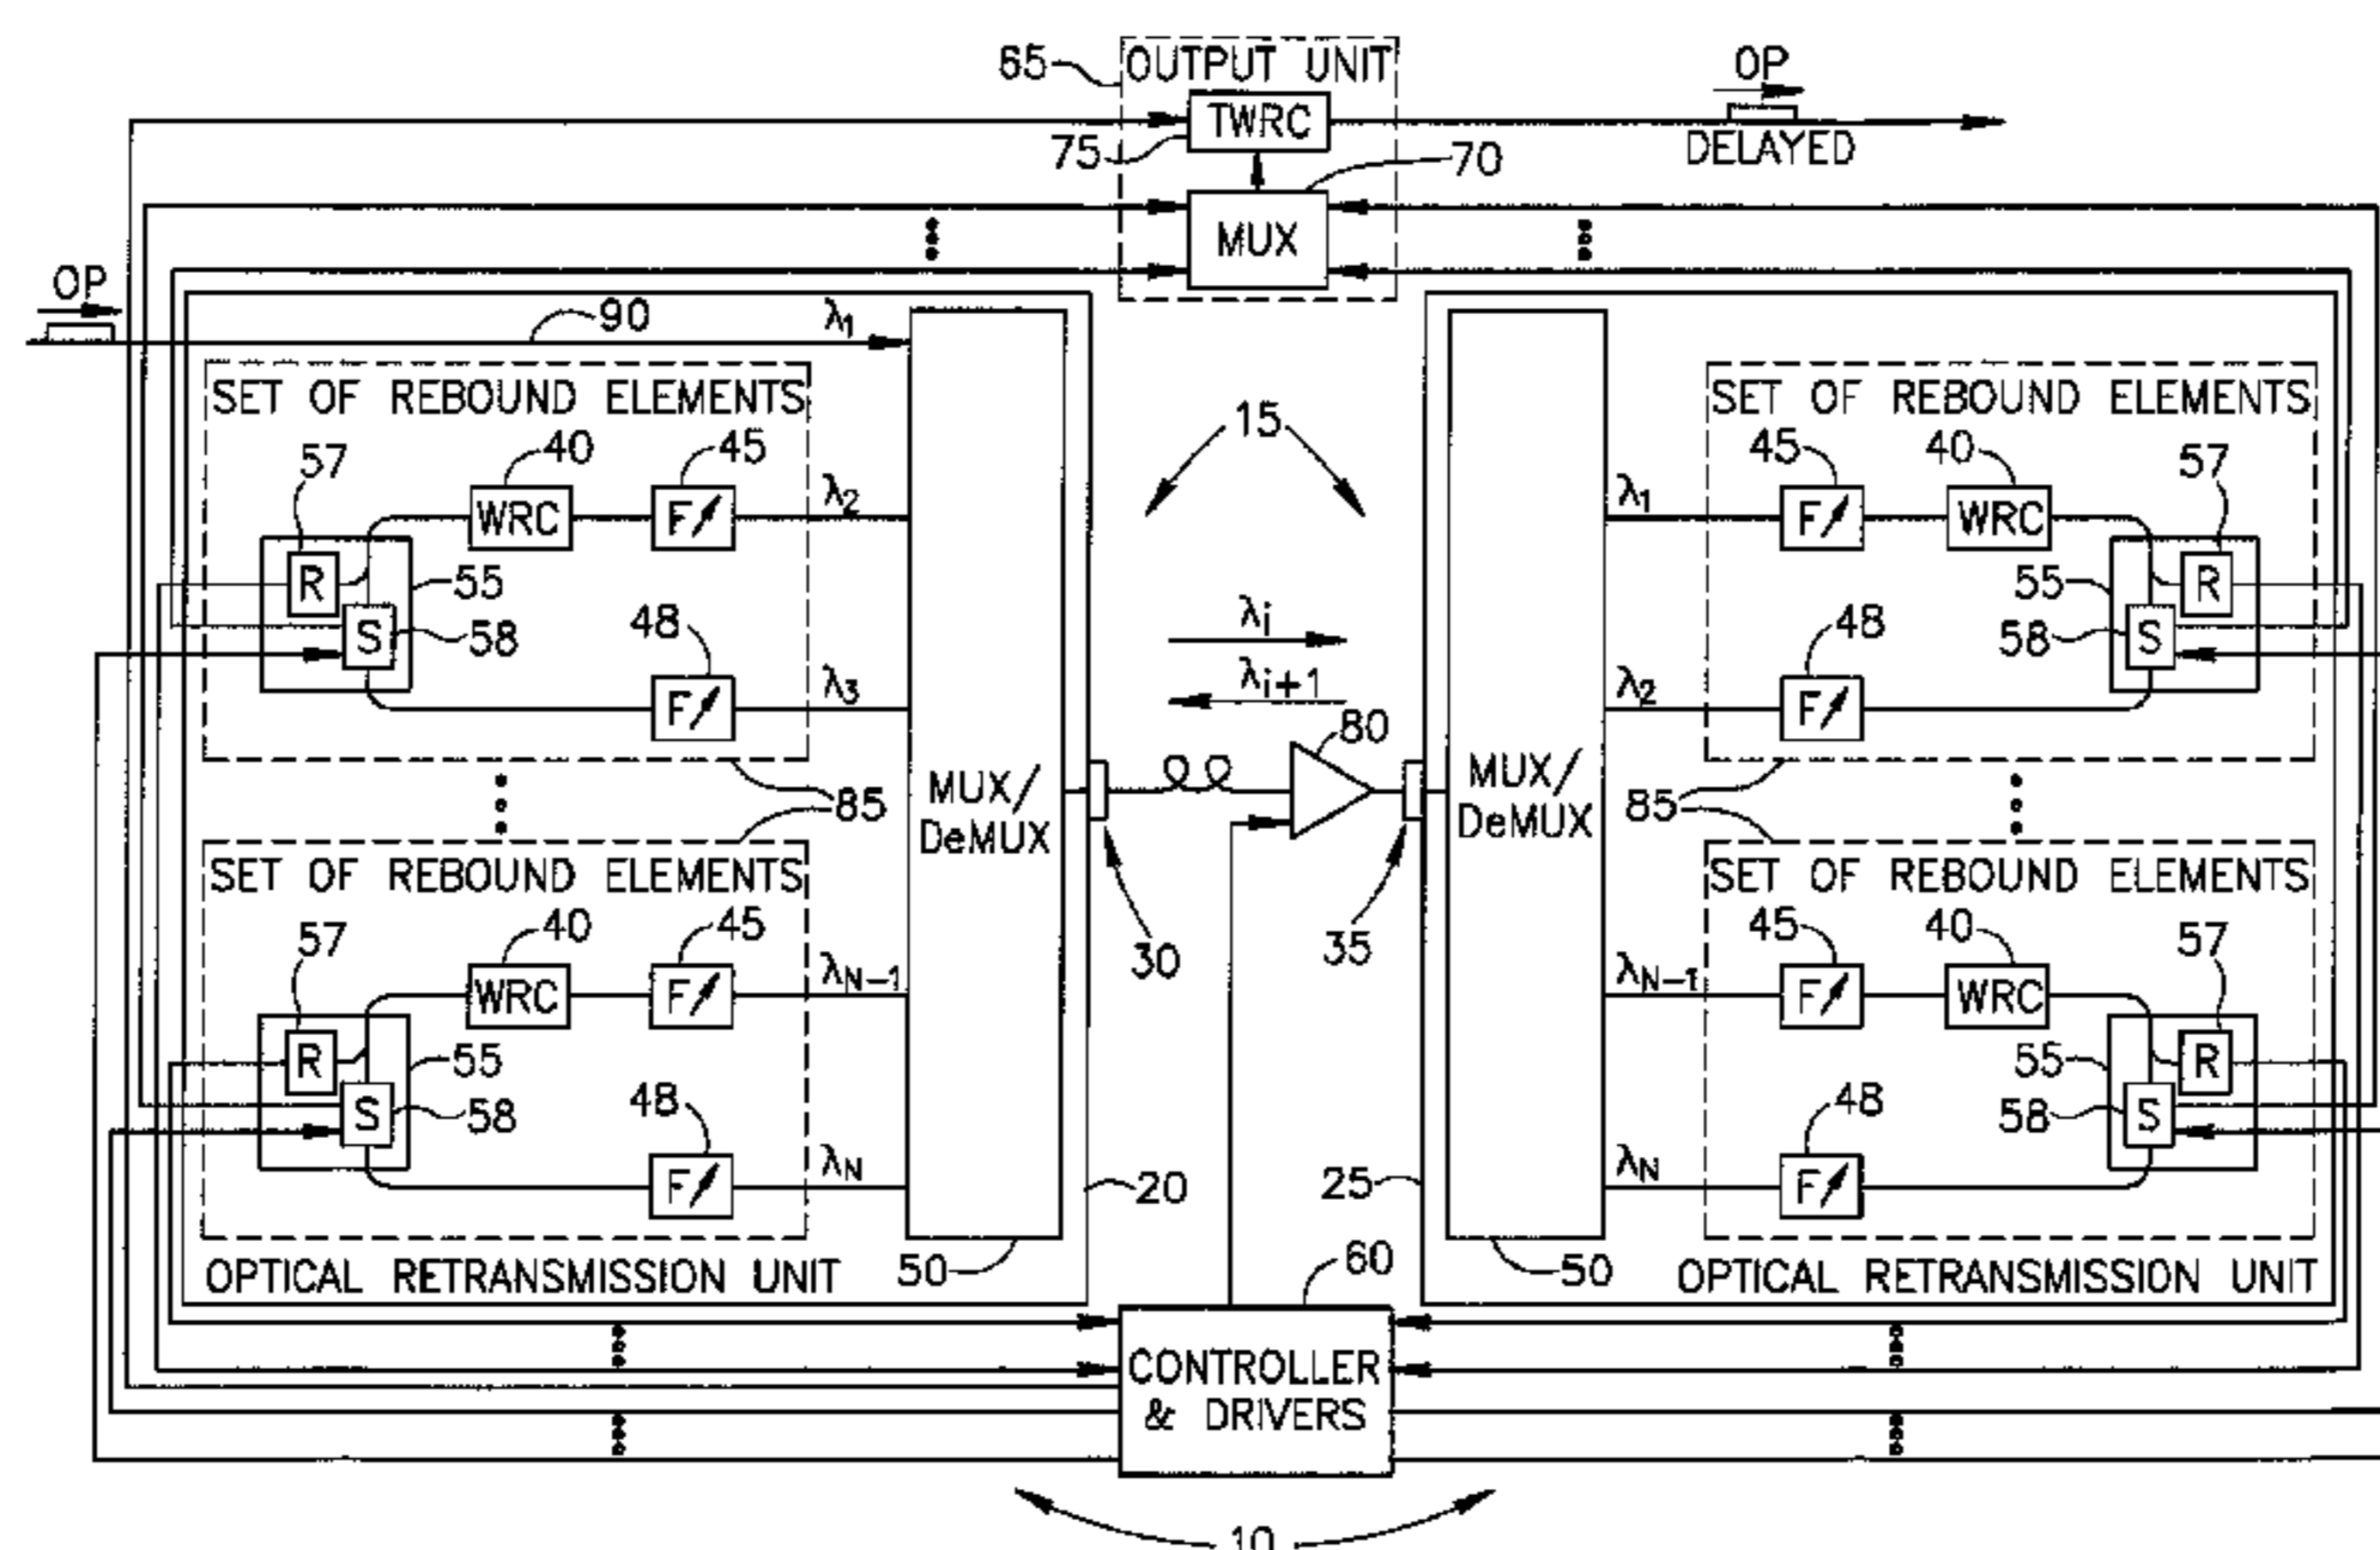 65
OUTPUT UNIT
OP
TWRC
75
DELAYED
70
MUX
OP
90
λ1
SET OF REBOUND ELEMENTS
SET OF REBOUND ELEMENTS
15
57
40
45
45
40
57
λ2
λ1
WRC
F
F
WRC
R
55
55
R
S
58
48
λi
48
58
S
λi+1
λ3
λ2
F
F
80
MUX/
DeMUX
MUX/
DeMUX
85
85
SET OF REBOUND ELEMENTS
SET OF REBOUND ELEMENTS
57
40
45
30
35
45
40
57
λN-1
λN-1
WRC
F
F
WRC
R
55
55
R
S
58
48
48
58
S
λN
λN
F
F
20
25
OPTICAL RETRANSMISSION UNIT
50
60
50
OPTICAL RETRANSMISSION UNIT
CONTROLLER
& DRIVERS
10